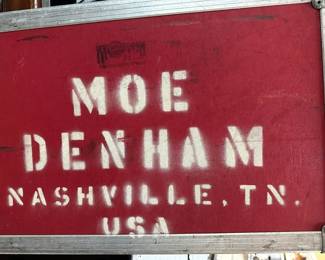 MOE
DENHAM
NASHVILLE, TN.
USA